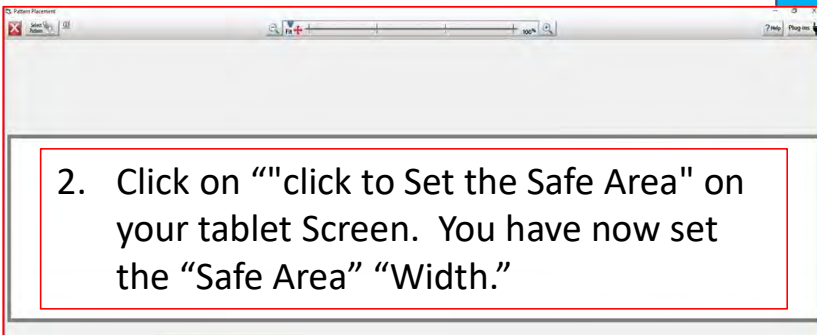 Pattern Placement
Select Pattern
Fit
100%
? Help
Plug-ins
2. Click on “"click to Set the Safe Area" on
your tablet Screen. You have now set
the “Safe Area” “Width.”